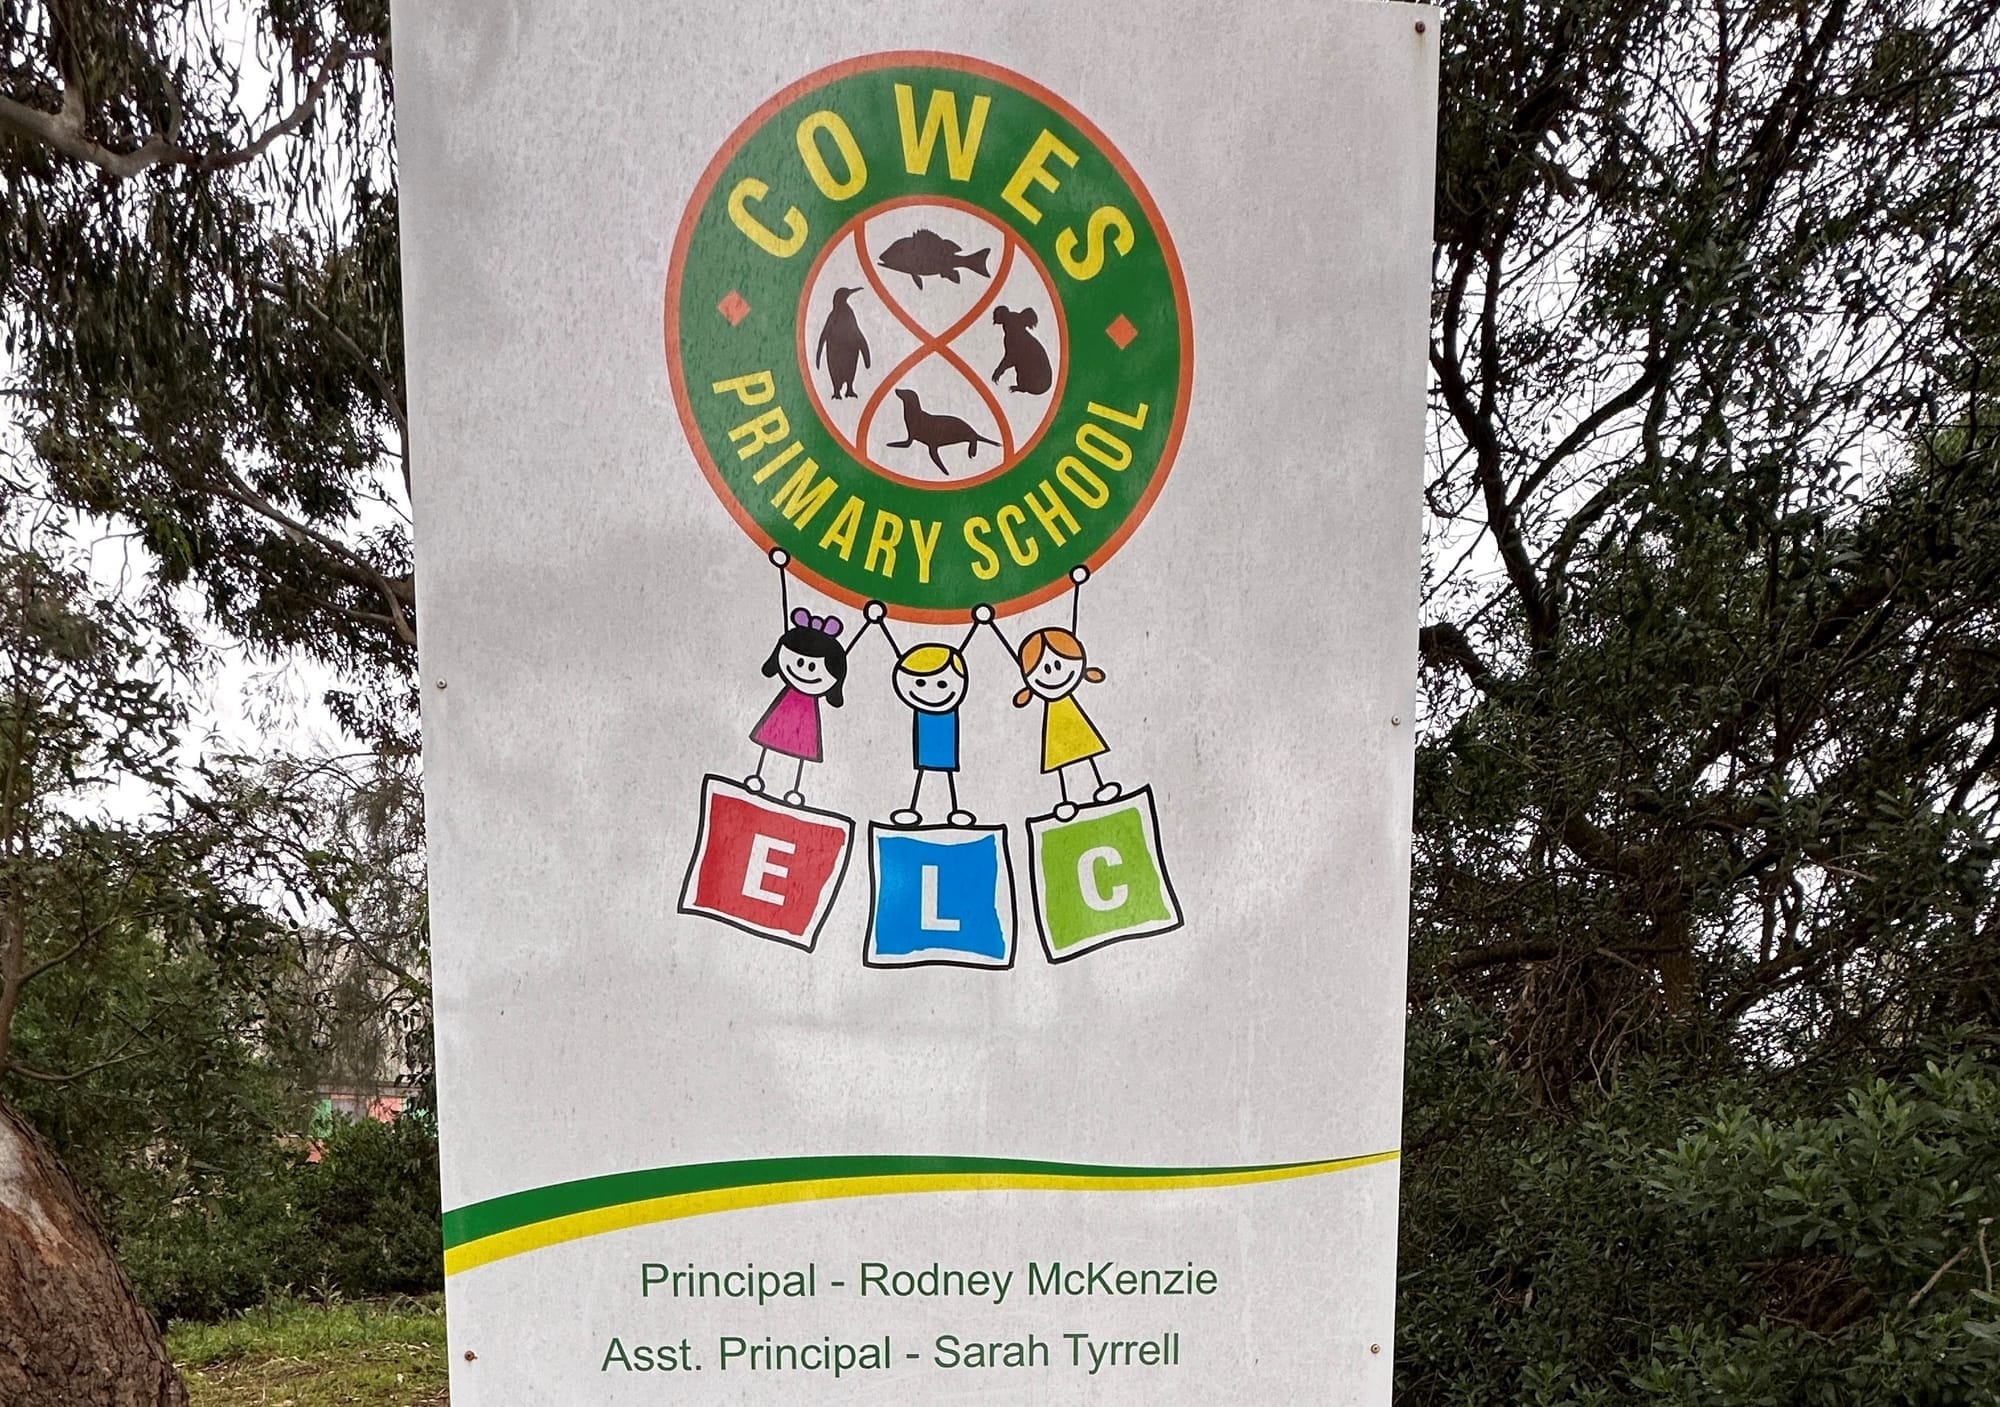 COWES
PRIMARY SCHOOL
E L C
Principal - Rodney McKenzie
Asst. Principal - Sarah Tyrrell